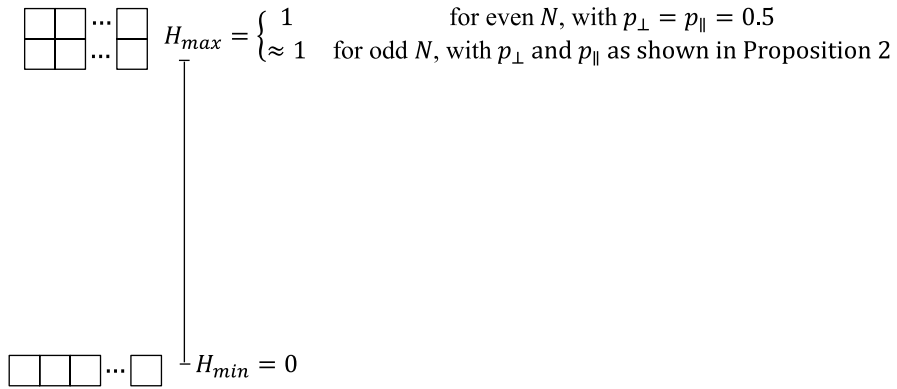 H_max = { 1 for even N, with p_⊥ = p_∥ = 0.5
≈ 1 for odd N, with p_⊥ and p_∥ as shown in Proposition 2
...
...
H_min = 0
...